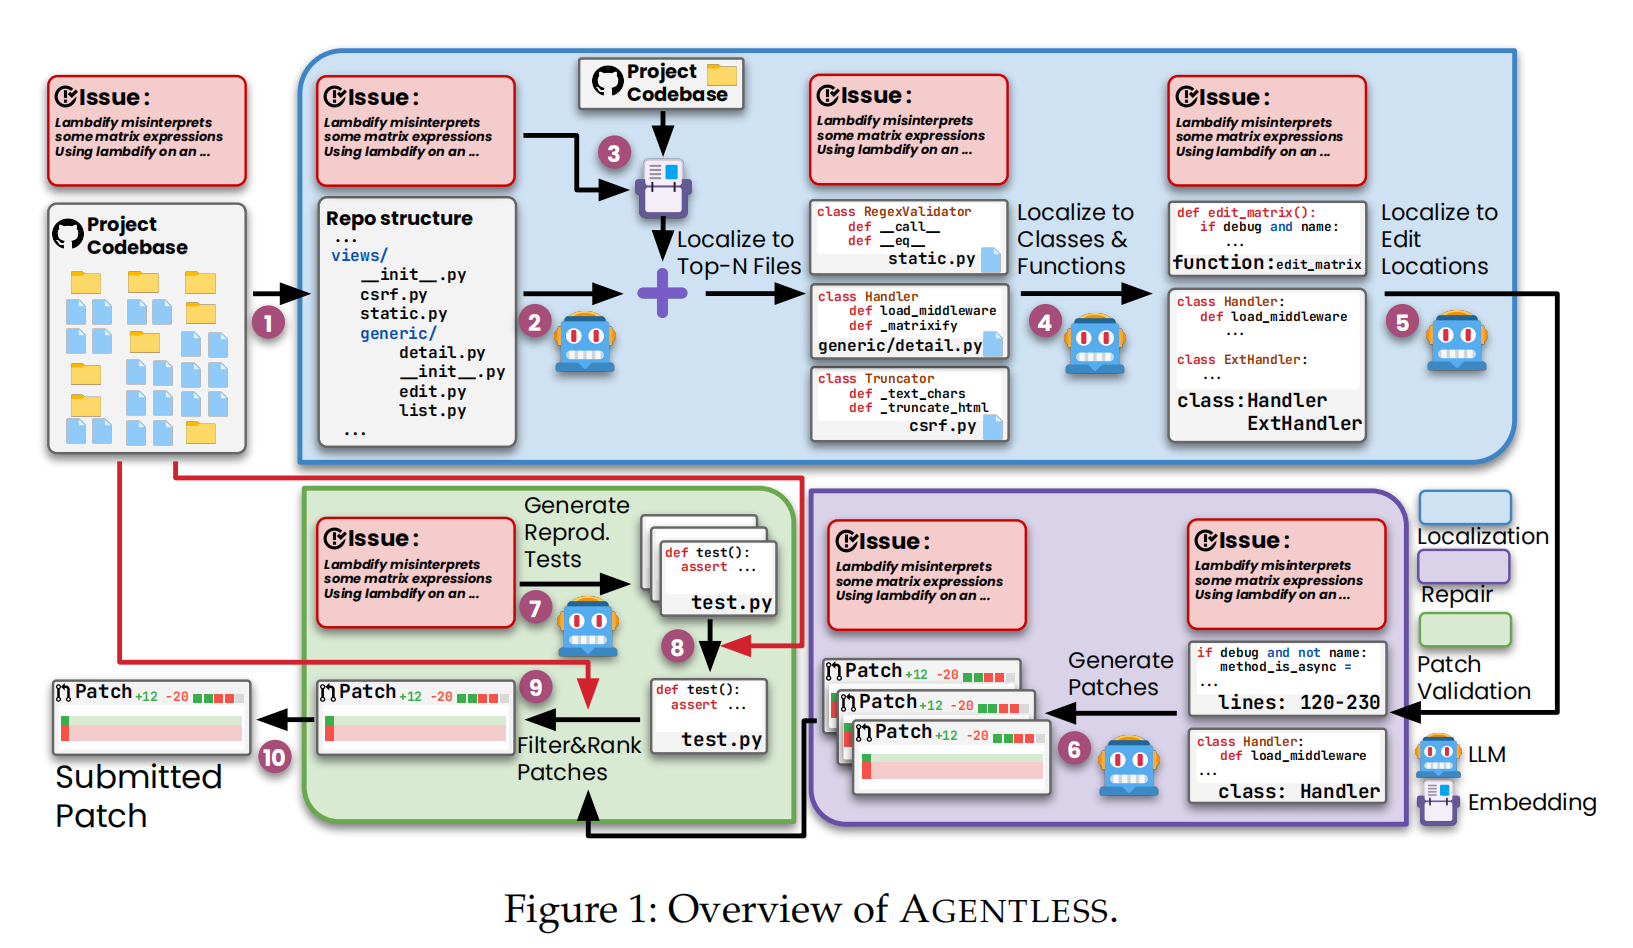 Issue:
Lambdify misinterprets
some matrix expressions
Using lambdify on an ...
Project
Codebase
1
Issue:
Lambdify misinterprets
some matrix expressions
Using lambdify on an ...
Repo structure
...
views/
__init__.py
csrf.py
static.py
generic/
detail.py
__init__.py
edit.py
list.py
...
2
Project
Codebase
3
Localize to
Top-N Files
Issue:
Lambdify misinterprets
some matrix expressions
Using lambdify on an ...
class RegexValidator
def __call__
def __eq__
static.py
class Handler
def load_middleware
def _matrixify
generic/detail.py
class Truncator
def _text_chars
def _truncate_html
csrf.py
Localize to
Classes &
Functions
4
Issue:
Lambdify misinterprets
some matrix expressions
Using lambdify on an ...
def edit_matrix():
if debug and name:
...
function:edit_matrix
class Handler:
def load_middleware
...
class ExtHandler:
...
class:Handler
ExtHandler
Localize to
Edit
Locations
5
Issue:
Lambdify misinterprets
some matrix expressions
Using lambdify on an ...
if debug and not name:
method_is_async =
...
lines: 120-230
class Handler:
def load_middleware
...
class: Handler
Generate
Patches
6
Issue:
Lambdify misinterprets
some matrix expressions
Using lambdify on an ...
Patch +12 -20
Patch +12 -20
Patch +12 -20
Issue:
Lambdify misinterprets
some matrix expressions
Using lambdify on an ...
Generate
Reprod.
Tests
7
def test():
assert ...
test.py
8
def test():
assert ...
test.py
9
Filter&Rank
Patches
Patch +12 -20
10
Patch +12 -20
Submitted
Patch
Localization
Repair
Patch
Validation
LLM
Embedding
Figure 1: Overview of AGENTLESS.